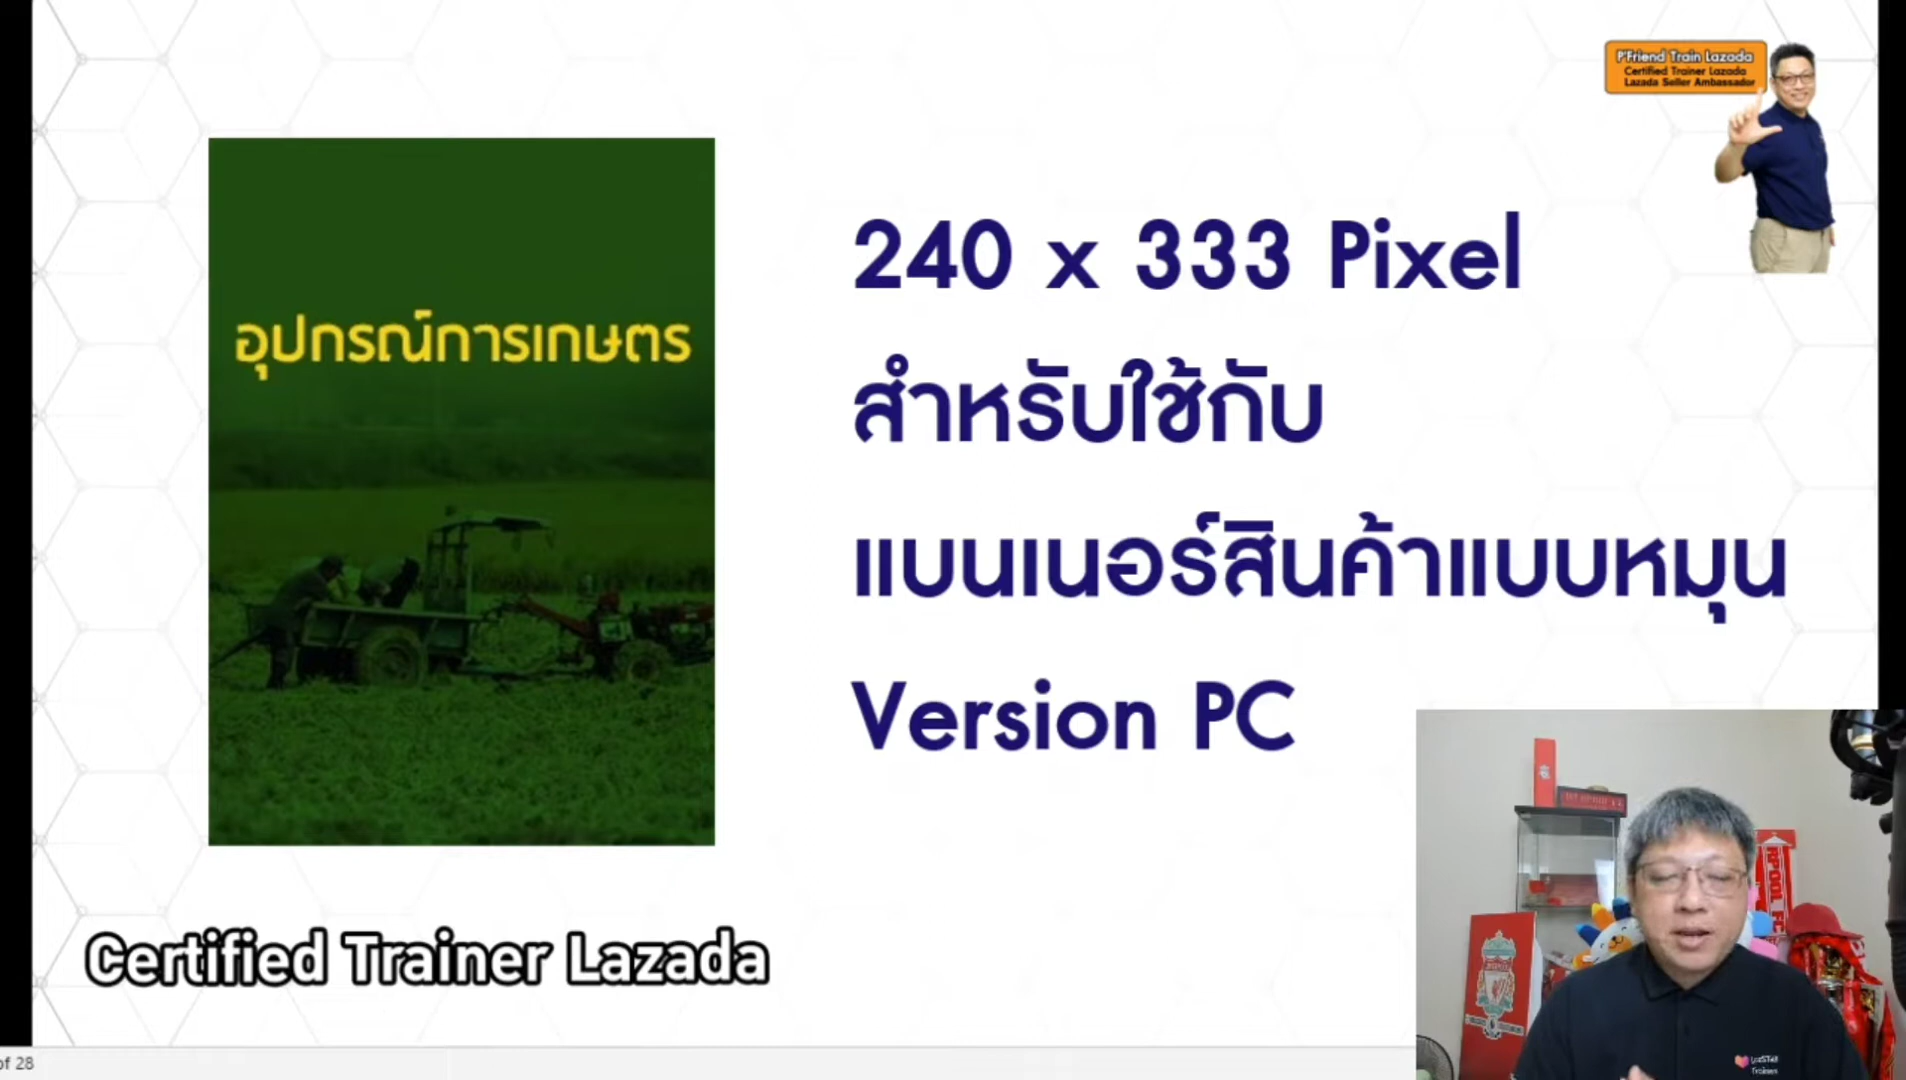 P'Friend Train Lazada
Certified Trainer Lazada
Lazada Seller Ambassador
อุปกรณ์การเกษตร
240 x 333 Pixel
สำหรับใช้กับ
แบนเนอร์สินค้าแบบหมุน
Version PC
Certified Trainer Lazada
of 28